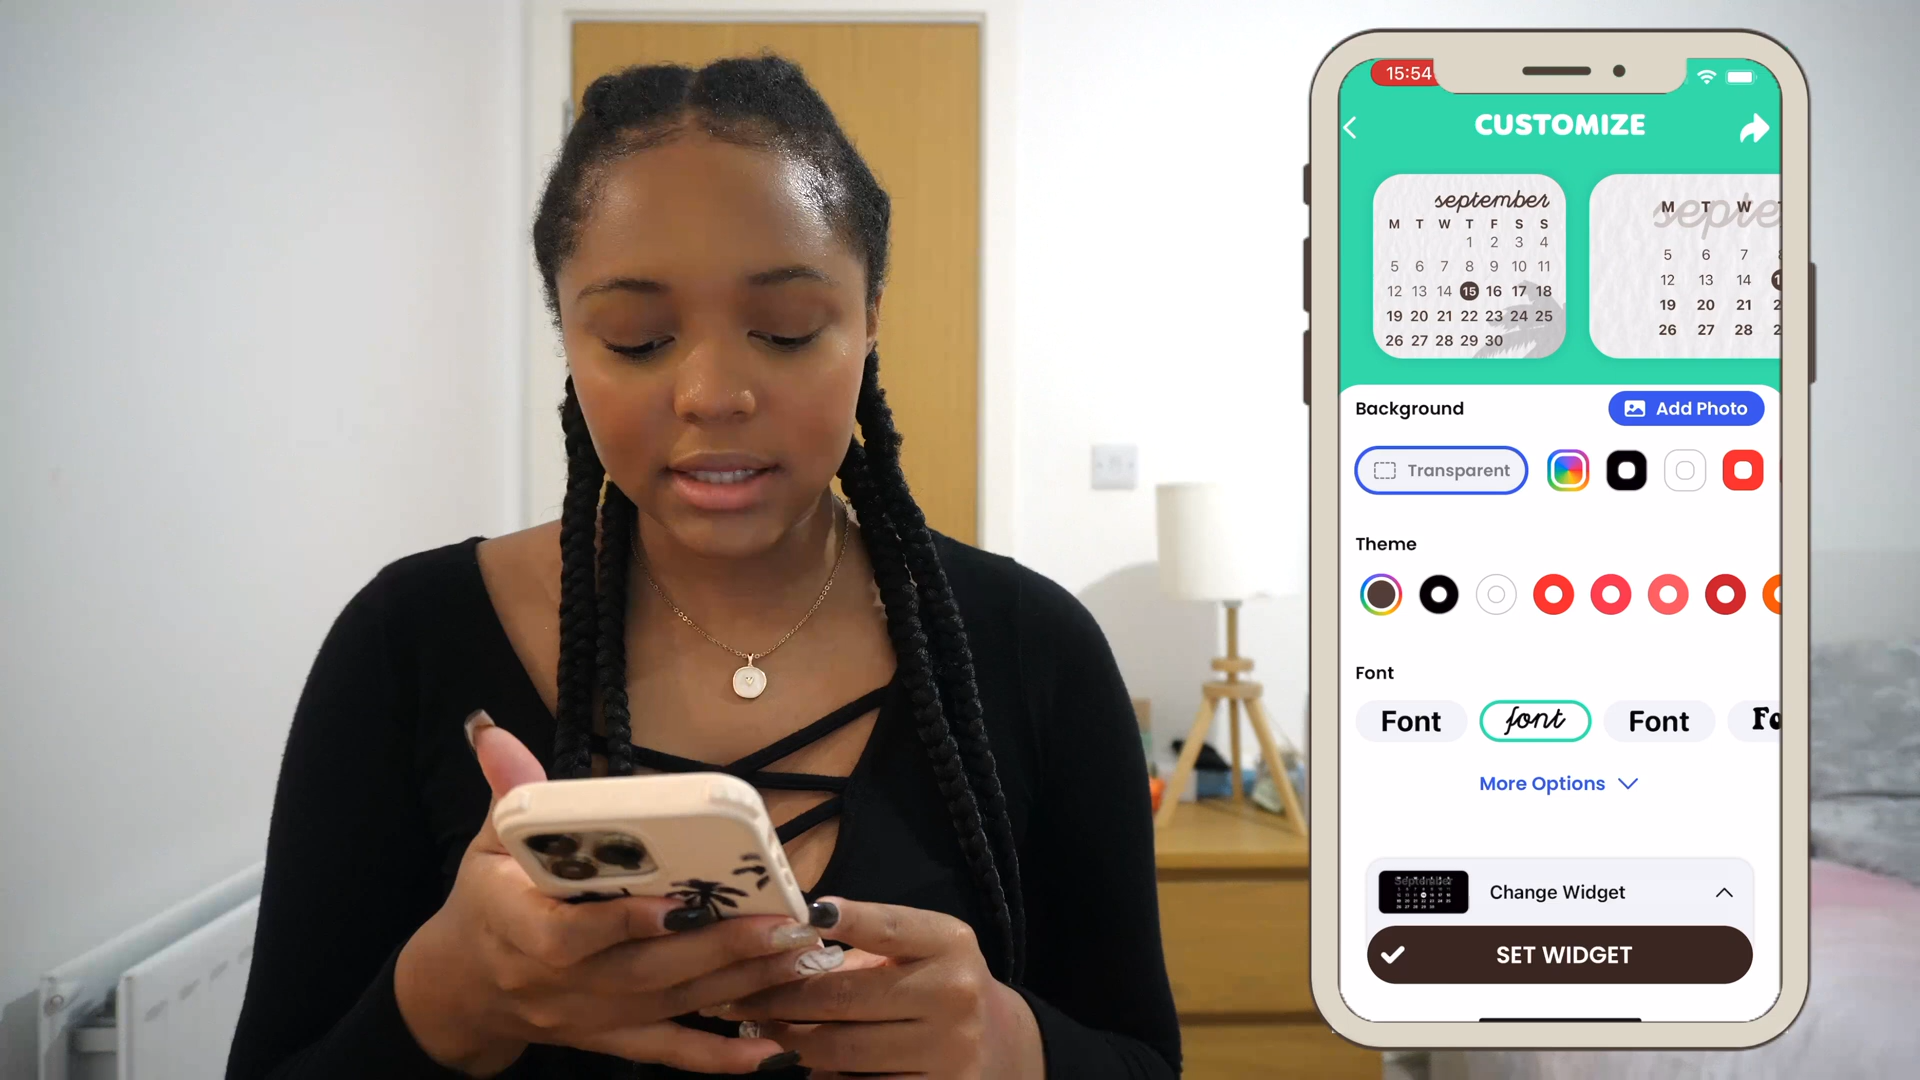 15:54
CUSTOMIZE
september
M T W T F S S
1 2 3 4
5 6 7 8 9 10 11
12 13 14 15 16 17 18
19 20 21 22 23 24 25
26 27 28 29 30
M T W
5 6 7
12 13 14
19 20 21
26 27 28
Background
Add Photo
Transparent
Theme
Font
Font
font
Font
More Options
Change Widget
SET WIDGET